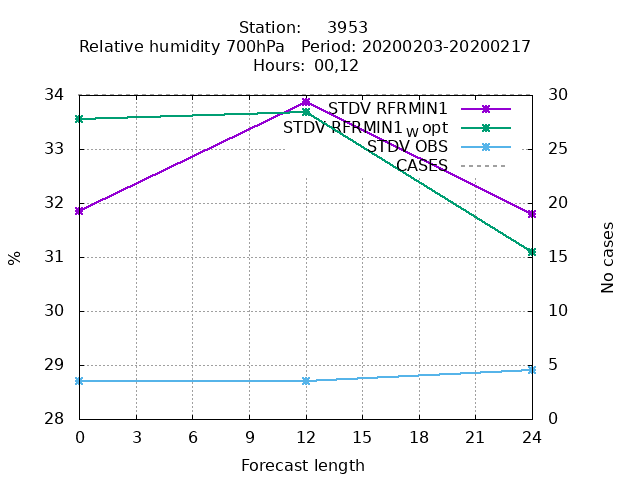 Station: 3953
Relative humidity 700hPa Period: 20200203-20200217
Hours: 00,12
34 30
STDV RFRMIN1
STDV RFRMIN1wopt
33 STDV OBS 25
CASES
32 20
31 15
% No cases
30 10
29 5
28 0
0 3 6 9 12 15 18 21 24
Forecast length